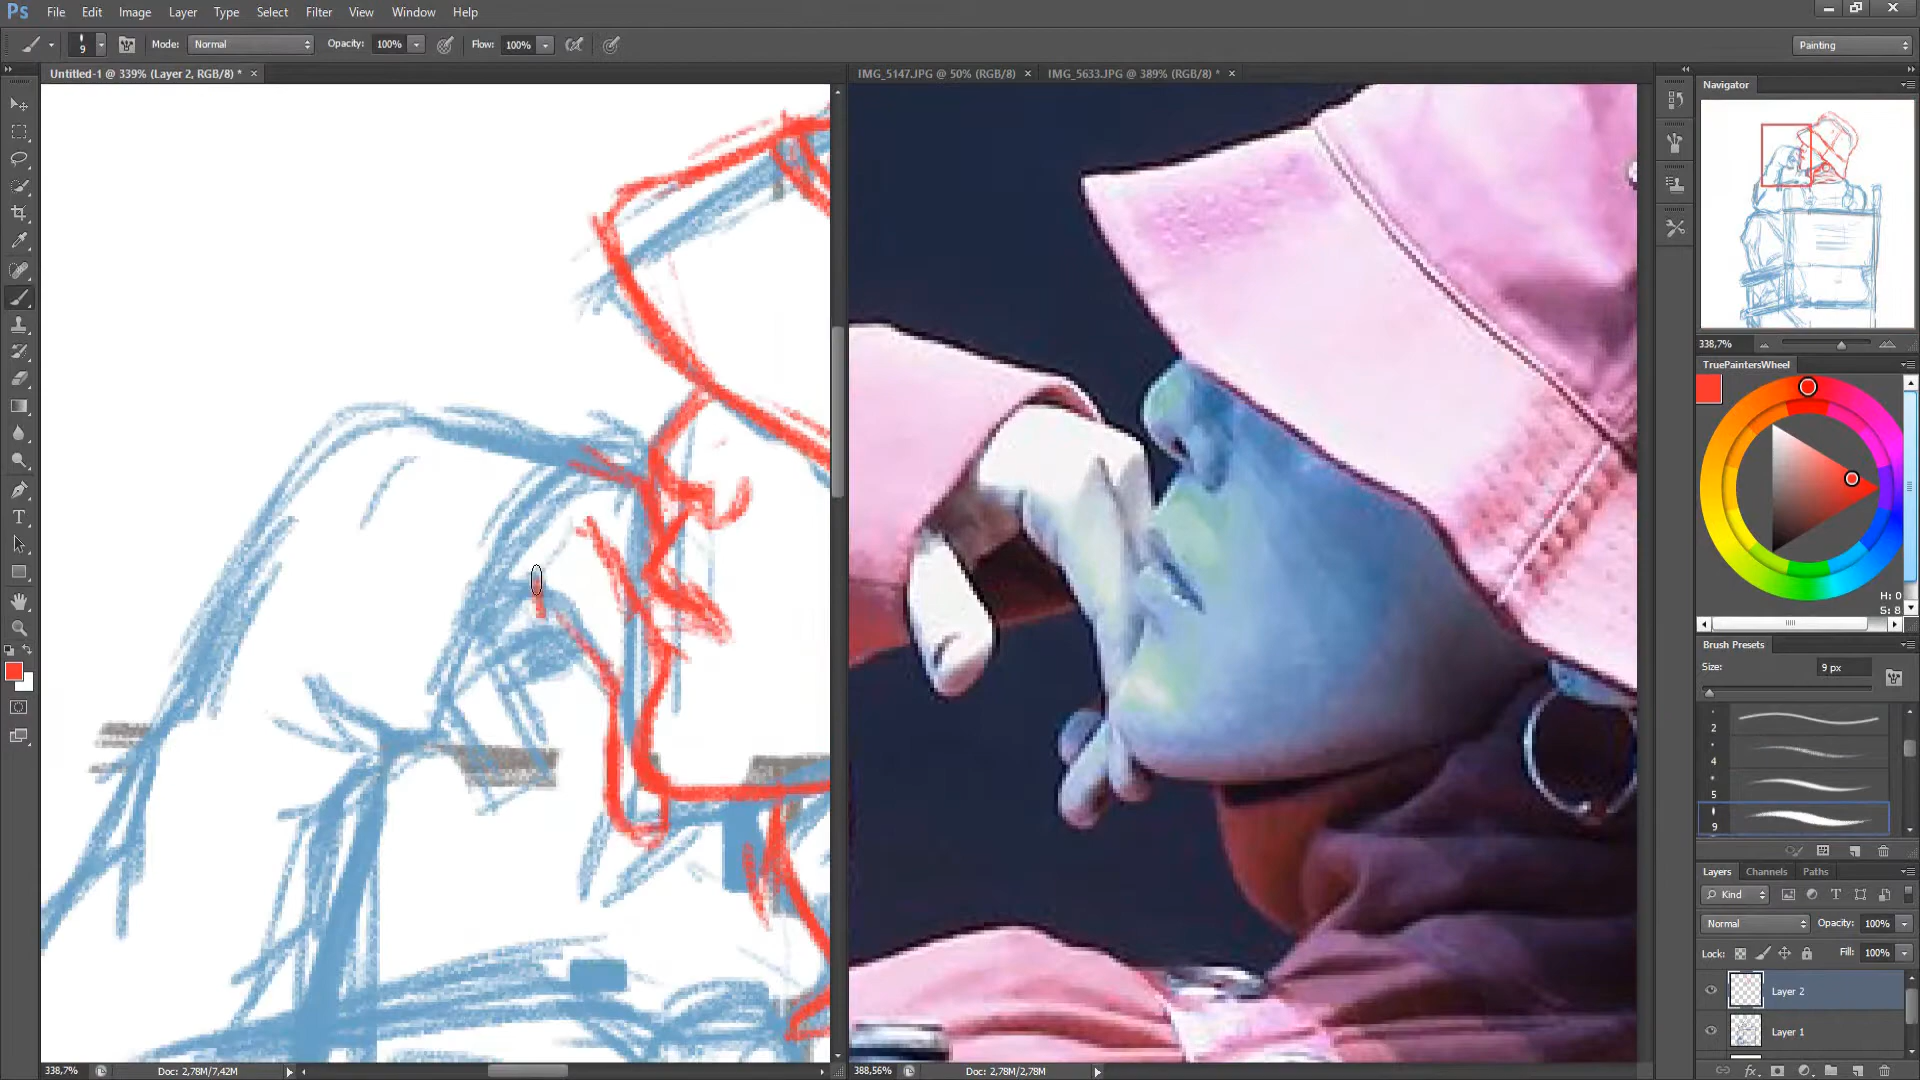 Ps File Edit Image Layer Type Select Filter View Window Help
9 Mode: Normal Opacity: 100% Flow: 100% Painting
Untitled-1 @ 339% (Layer 2, RGB/8) * × IMG_5147.JPG @ 50% (RGB/8) × IMG_5633.JPG @ 389% (RGB/8) * ×
Navigator
338,7%
TruePaintersWheel
H: 0
S: 8
Brush Presets
Size: 9 px
2
4
5
9
Layers Channels Paths
Kind
Normal Opacity: 100%
Lock: Fill: 100%
Layer 2
Layer 1
T
338,7% Doc: 2,78M/7,42M 388,56% Doc: 2,78M/2,78M
fx